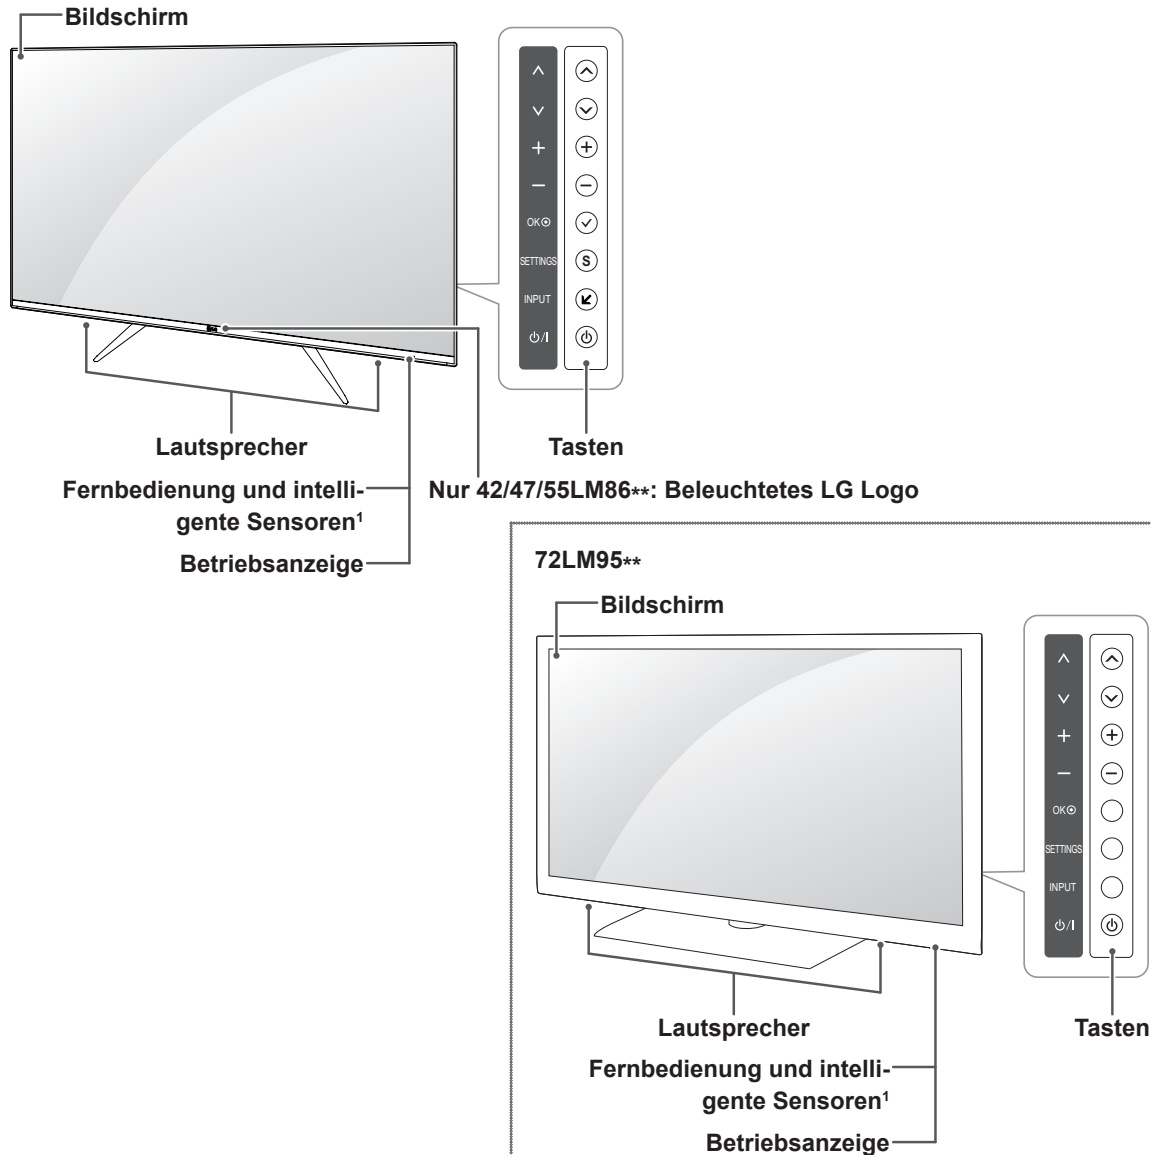 Bildschirm
OK
SETTINGS
S
INPUT
/I
Lautsprecher
Tasten
Fernbedienung und intelli-
gente Sensoren¹
Nur 42/47/55LM86**: Beleuchtetes LG Logo
Betriebsanzeige
72LM95**
Bildschirm
OK
SETTINGS
INPUT
/I
Lautsprecher
Tasten
Fernbedienung und intelli-
gente Sensoren¹
Betriebsanzeige